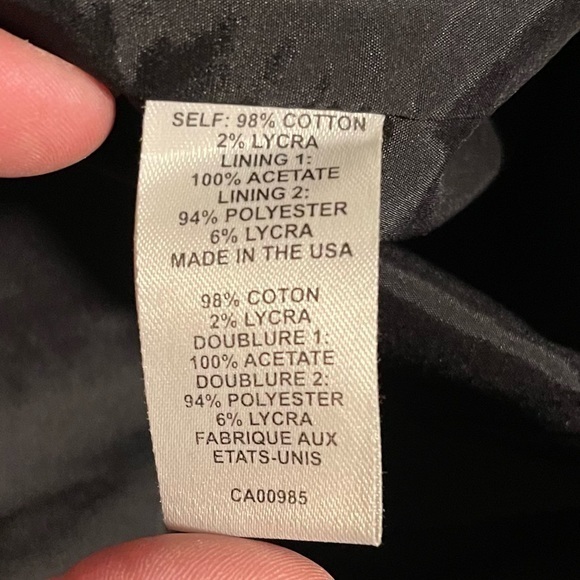 SELF: 98% COTTON
2% LYCRA
LINING 1:
100% ACETATE
LINING 2:
94% POLYESTER
6% LYCRA
MADE IN THE USA
98% COTON
2% LYCRA
DOUBLURE 1:
100% ACETATE
DOUBLURE 2:
94% POLYESTER
6% LYCRA
FABRIQUE AUX
ETATS-UNIS
CA00985